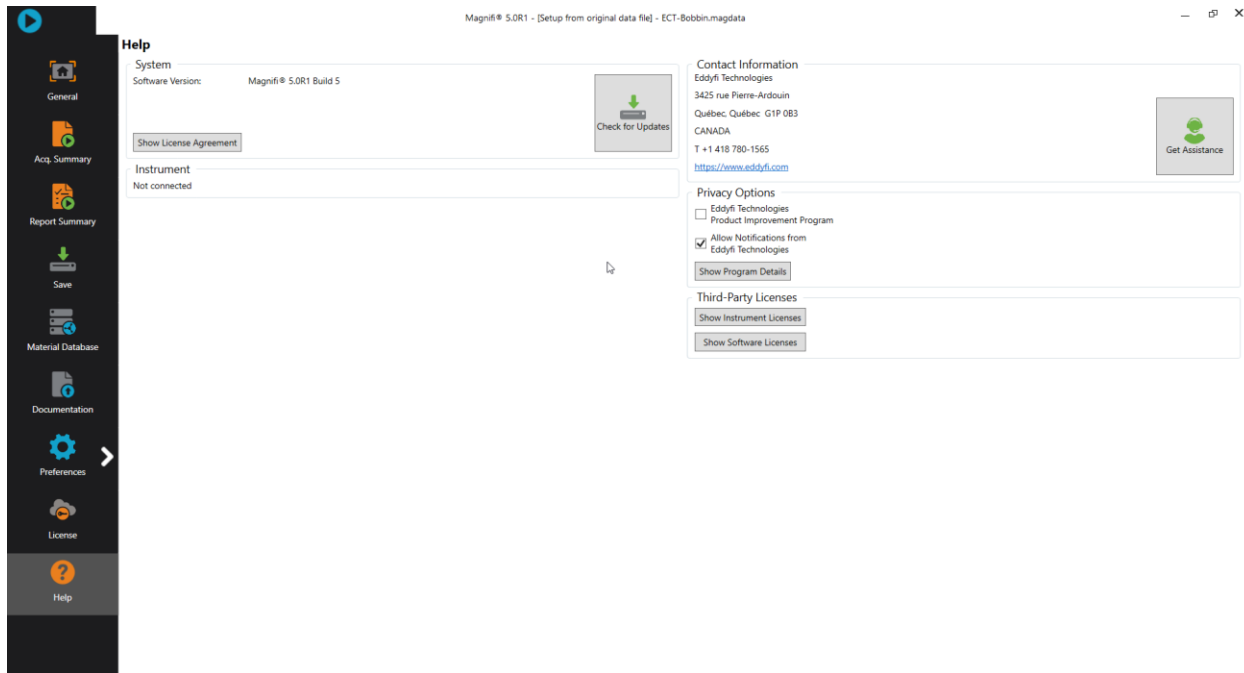 Magnifi® 5.0R1 - [Setup from original data file] - ECT-Bobbin.magdata
General
Acq. Summary
Report Summary
Save
Material Database
Documentation
Preferences
License
Help
Help
System
Software Version: Magnifi® 5.0R1 Build 5
Check for Updates
Show License Agreement
Instrument
Not connected
Contact Information
Eddyfi Technologies
3425 rue Pierre-Ardouin
Québec, Québec G1P 0B3
CANADA
T +1 418 780-1565
https://www.eddyfi.com
Get Assistance
Privacy Options
Eddyfi Technologies
Product Improvement Program
Allow Notifications from
Eddyfi Technologies
Show Program Details
Third-Party Licenses
Show Instrument Licenses
Show Software Licenses